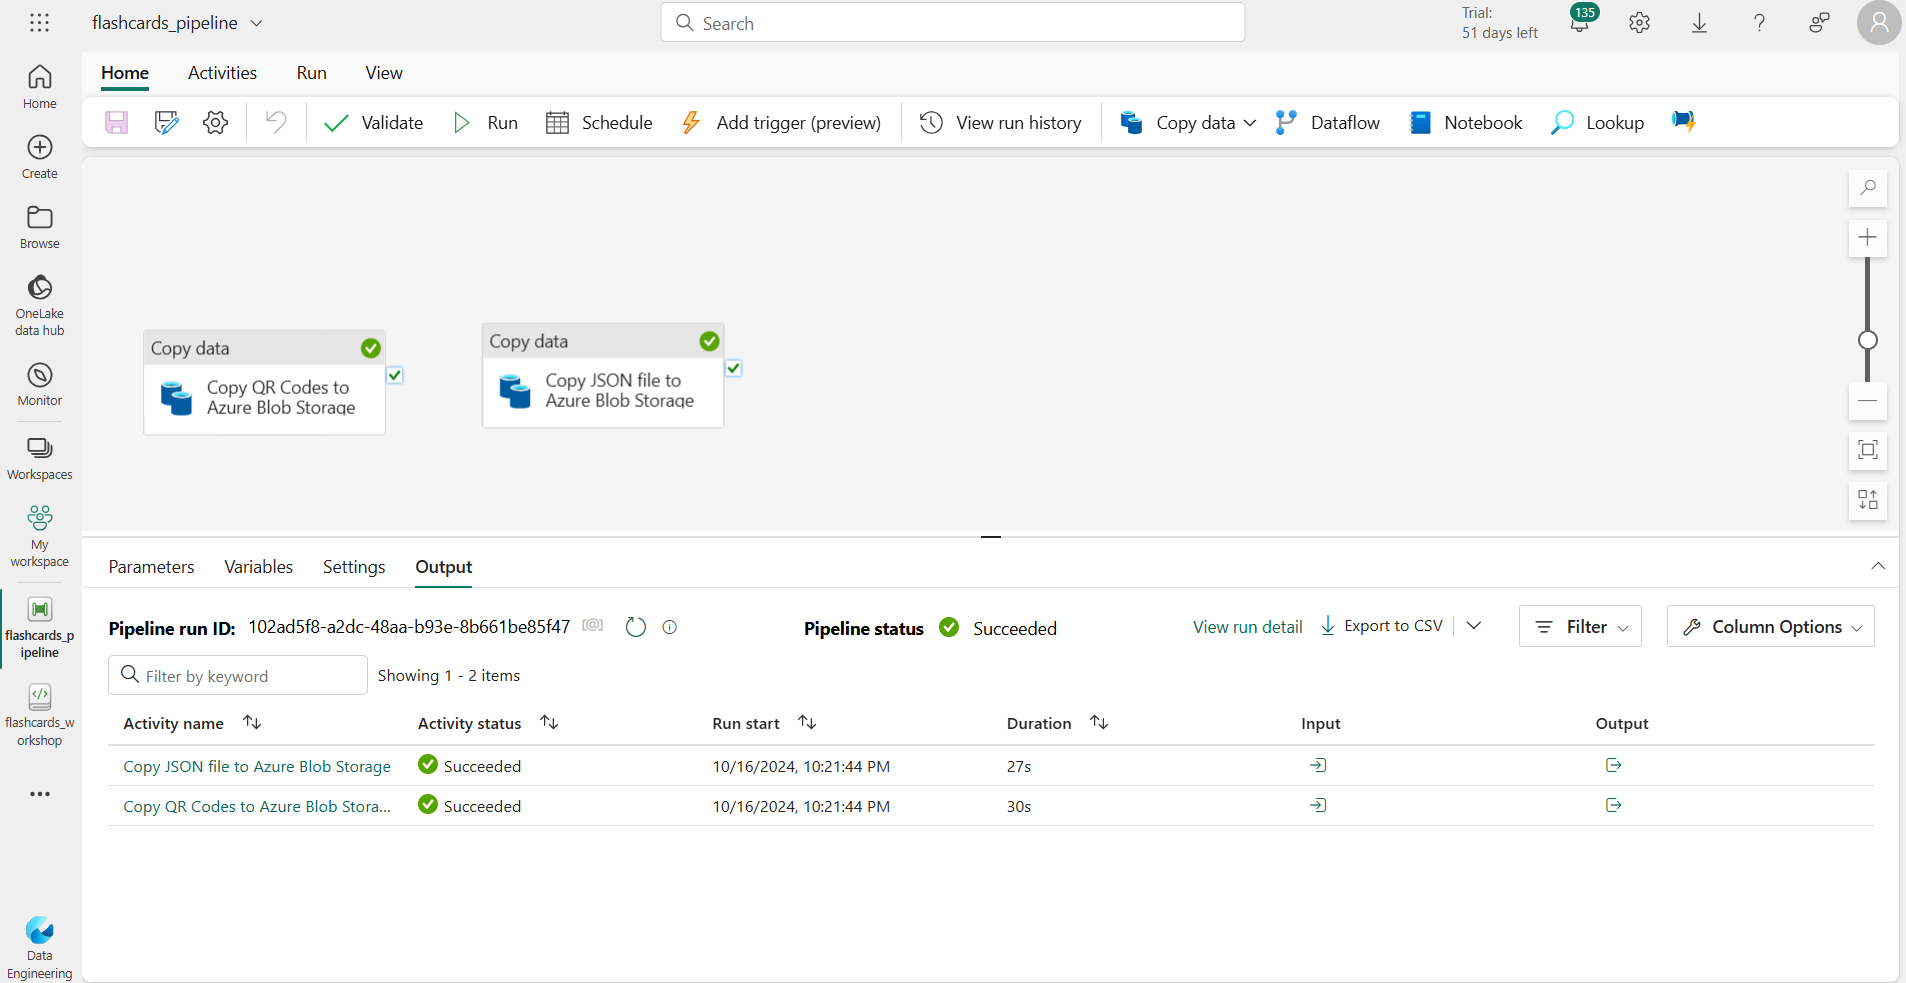 flashcards_pipeline
Search
Trial:
51 days left
135
Home
Create
Browse
OneLake
data hub
Monitor
Workspaces
My
workspace
flashcards_p
ipeline
flashcards_w
orkshop
Data
Engineering
Home Activities Run View
Validate Run Schedule Add trigger (preview) View run history Copy data Dataflow Notebook Lookup
Copy data
Copy QR Codes to
Azure Blob Storage
Copy data
Copy JSON file to
Azure Blob Storage
Parameters Variables Settings Output
Pipeline run ID: 102ad5f8-a2dc-48aa-b93e-8b661be85f47 [@] Pipeline status Succeeded View run detail Export to CSV Filter Column Options
Filter by keyword Showing 1 - 2 items
Activity name Activity status Run start Duration Input Output
Copy JSON file to Azure Blob Storage Succeeded 10/16/2024, 10:21:44 PM 27s
Copy QR Codes to Azure Blob Stora... Succeeded 10/16/2024, 10:21:44 PM 30s